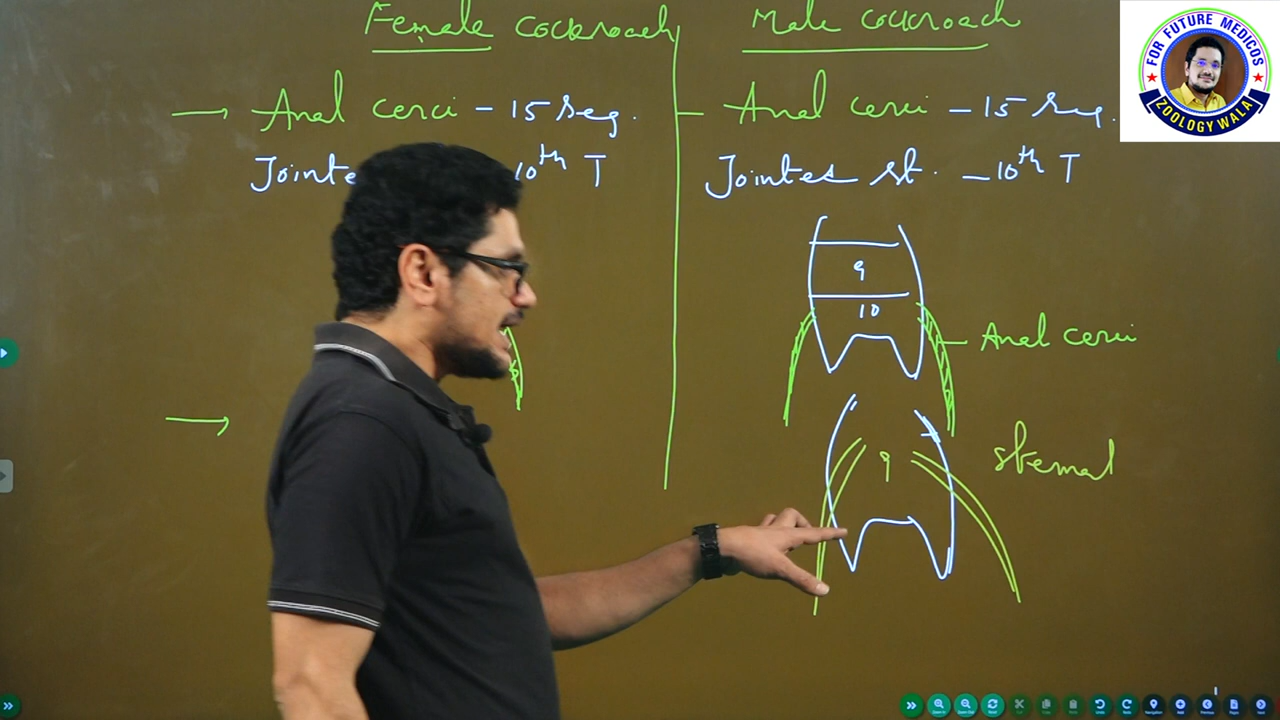 Female cockroach
Male cockroach
FOR FUTURE MEDICOS
ZOOLOGY WALA
Anal cerci - 15 seg.
Jointe
10th T
Anal cerci - 15 seg.
Jointes st. - 10th T
9
10
Anal cerci
9
sternal